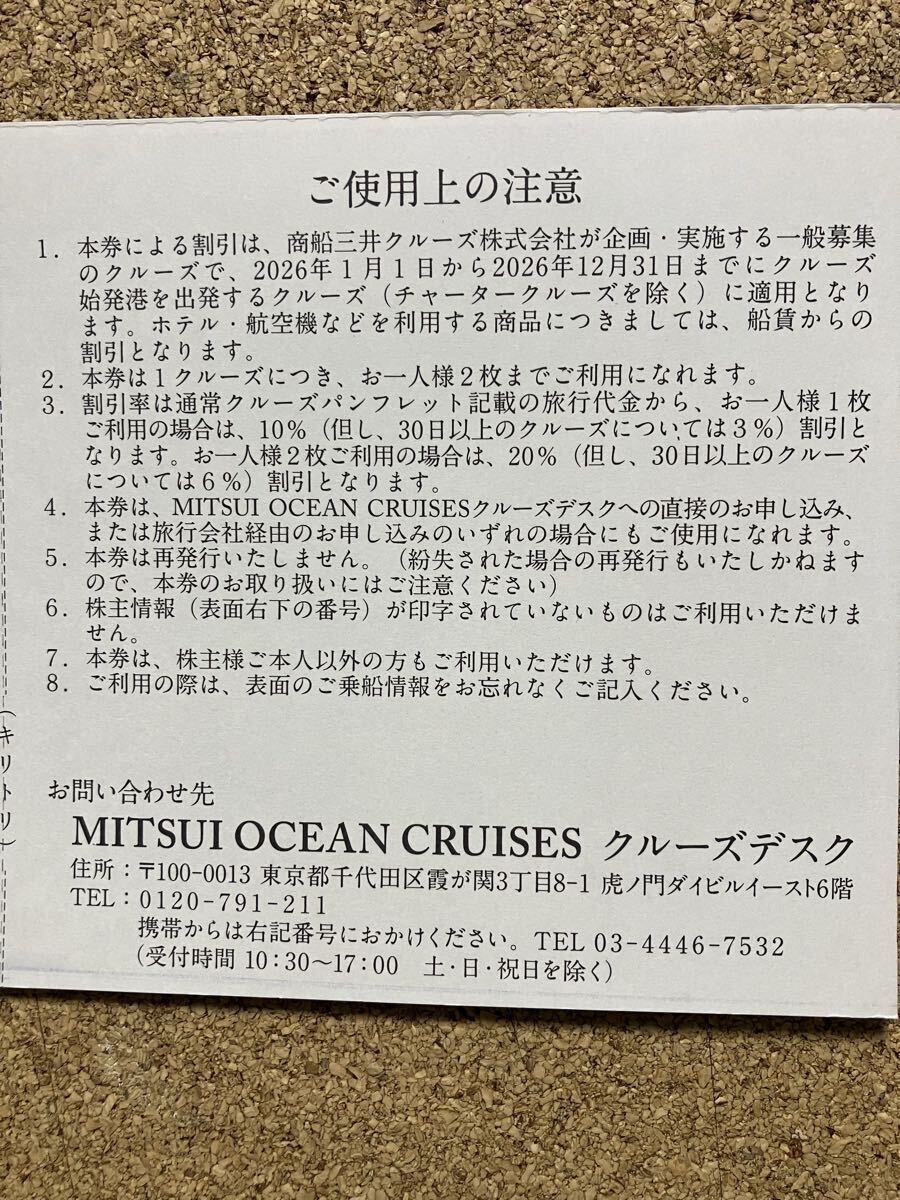 ご使用上の注意
1．本券による割引は、商船三井クルーズ株式会社が企画・実施する一般募集
のクルーズで、2026年１月１日から2026年12月31日までにクルーズ
始発港を出発するクルーズ（チャータークルーズを除く）に適用となり
ます。ホテル・航空機などを利用する商品につきましては、船賃からの
割引となります。
2．本券は１クルーズにつき、お一人様２枚までご利用になれます。
3．割引率は通常クルーズパンフレット記載の旅行代金から、お一人様１枚
ご利用の場合は、10％（但し、30日以上のクルーズについては３％）割引と
なります。お一人様２枚ご利用の場合は、20％（但し、30日以上のクルーズ
については６％）割引となります。
4．本券は、MITSUI OCEAN CRUISESクルーズデスクへの直接のお申し込み、
または旅行会社経由のお申し込みのいずれの場合にもご使用になれます。
5．本券は再発行いたしません。（紛失された場合の再発行もいたしかねます
ので、本券のお取り扱いにはご注意ください）
6．株主情報（表面右下の番号）が印字されていないものはご利用いただけま
せん。
7．本券は、株主様ご本人以外の方もご利用いただけます。
8．ご利用の際は、表面のご乗船情報をお忘れなくご記入ください。
（キリトリ）
お問い合わせ先
MITSUI OCEAN CRUISES クルーズデスク
住所：〒100-0013 東京都千代田区霞が関3丁目8-1 虎ノ門ダイビルイースト6階
TEL：0120-791-211
携帯からは右記番号におかけください。TEL 03-4446-7532
（受付時間 10：30～17：00　土・日・祝日を除く）